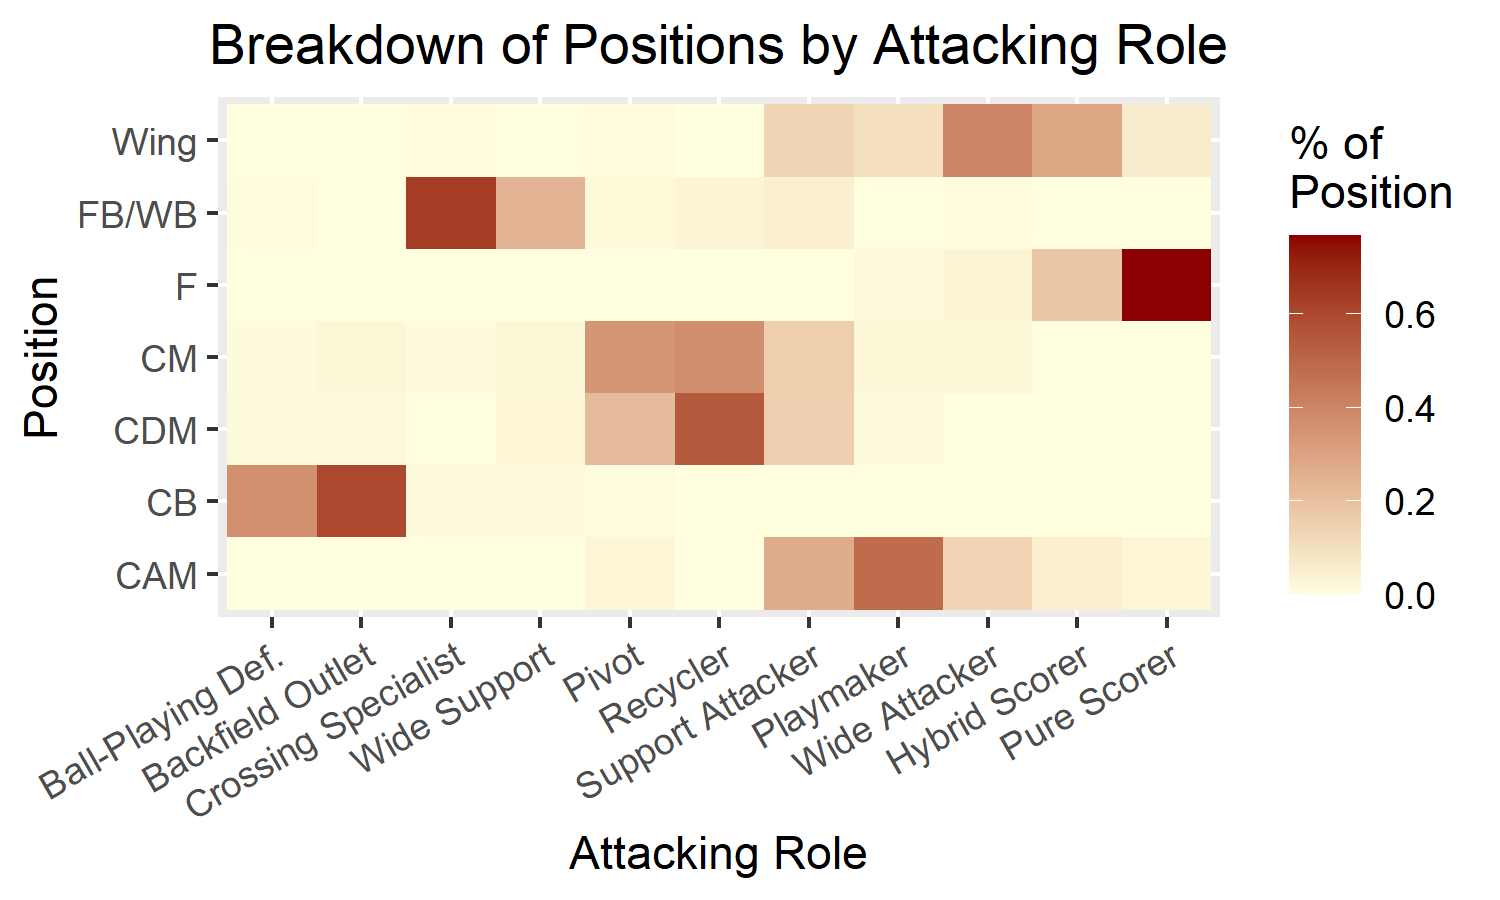 Breakdown of Positions by Attacking Role
Position
Wing
FB/WB
F
CM
CDM
CB
CAM
Ball-Playing Def.
Backfield Outlet
Crossing Specialist
Wide Support
Pivot
Recycler
Support Attacker
Playmaker
Wide Attacker
Hybrid Scorer
Pure Scorer
Attacking Role
% of
Position
0.6
0.4
0.2
0.0